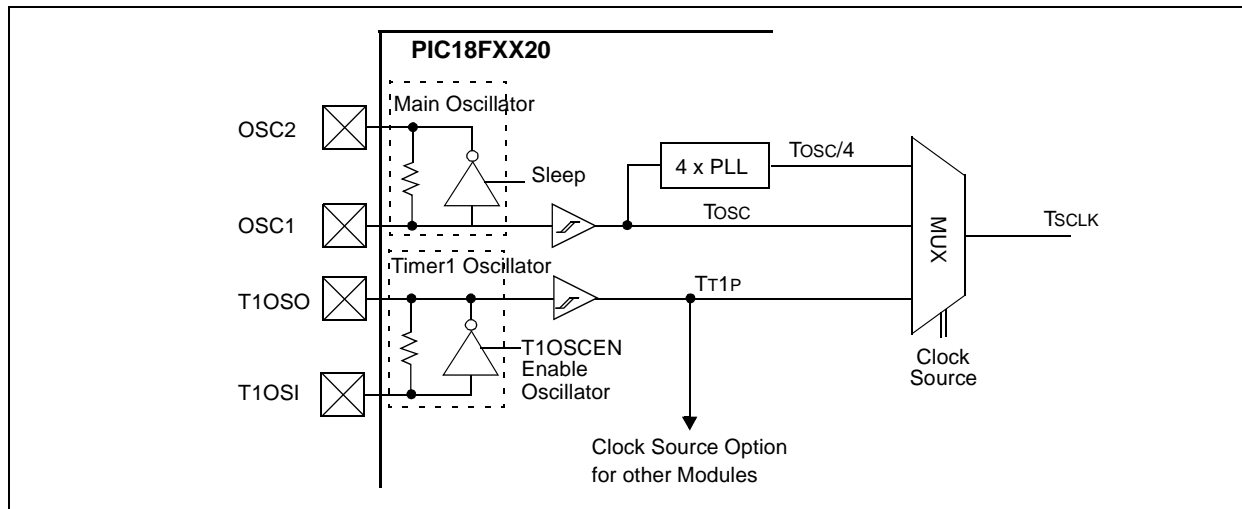 PIC18FXX20
Main Oscillator
OSC2
Sleep
4 x PLL
TOSC/4
OSC1
TOSC
MUX
TSCLK
Timer1 Oscillator
T1OSO
TT1P
T1OSCEN
Enable
Oscillator
T1OSI
Clock
Source
Clock Source Option
for other Modules